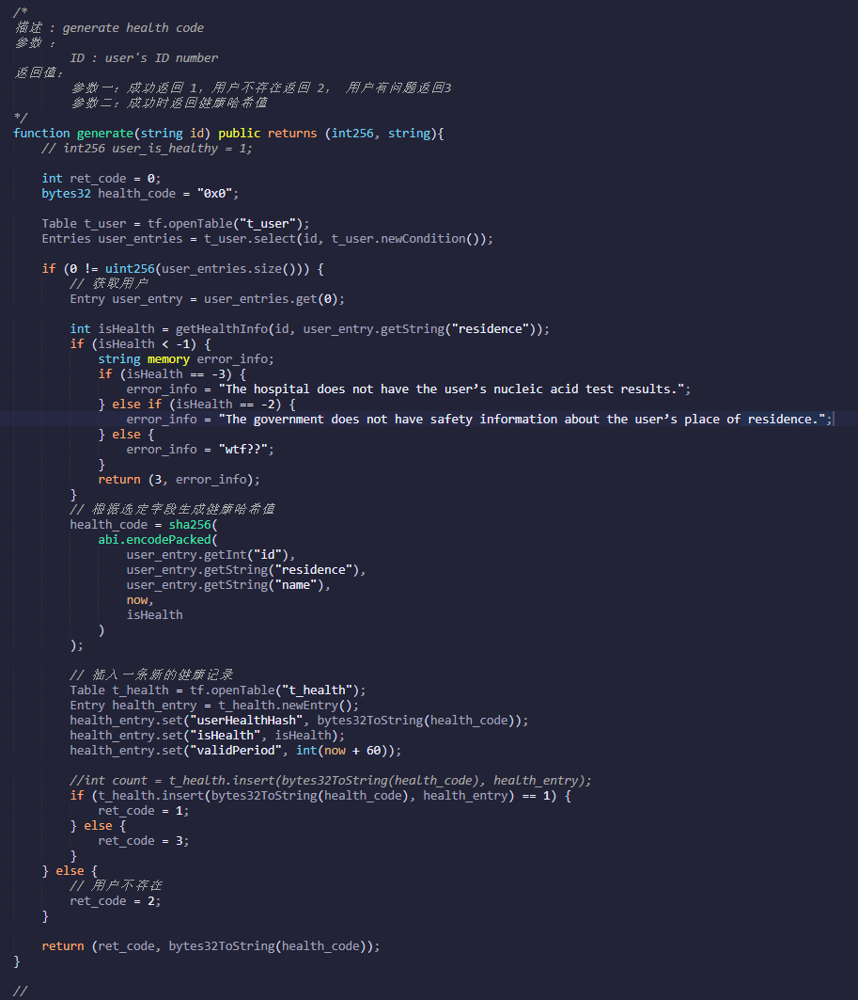 /*
描述 : generate health code
参数 :
        ID : user's ID number
返回值:
        参数一：成功返回 1，用户不存在返回 2， 用户有问题返回3
        参数二：成功时返回健康哈希值
*/
function generate(string id) public returns (int256, string){
    // int256 user_is_healthy = 1;

    int ret_code = 0;
    bytes32 health_code = "0x0";

    Table t_user = tf.openTable("t_user");
    Entries user_entries = t_user.select(id, t_user.newCondition());

    if (0 != uint256(user_entries.size())) {
        // 获取用户
        Entry user_entry = user_entries.get(0);

        int isHealth = getHealthInfo(id, user_entry.getString("residence"));
        if (isHealth < -1) {
            string memory error_info;
            if (isHealth == -3) {
                error_info = "The hospital does not have the user’s nucleic acid test results.";
            } else if (isHealth == -2) {
                error_info = "The government does not have safety information about the user’s place of residence.";
            } else {
                error_info = "wtf??";
            }
            return (3, error_info);
        }
        // 根据选定字段生成健康哈希值
        health_code = sha256(
            abi.encodePacked(
                user_entry.getInt("id"),
                user_entry.getString("residence"),
                user_entry.getString("name"),
                now,
                isHealth
            )
        );

        // 插入一条新的健康记录
        Table t_health = tf.openTable("t_health");
        Entry health_entry = t_health.newEntry();
        health_entry.set("userHealthHash", bytes32ToString(health_code));
        health_entry.set("isHealth", isHealth);
        health_entry.set("validPeriod", int(now + 60));

        //int count = t_health.insert(bytes32ToString(health_code), health_entry);
        if (t_health.insert(bytes32ToString(health_code), health_entry) == 1) {
            ret_code = 1;
        } else {
            ret_code = 3;
        }
    } else {
        // 用户不存在
        ret_code = 2;
    }

    return (ret_code, bytes32ToString(health_code));
}

//